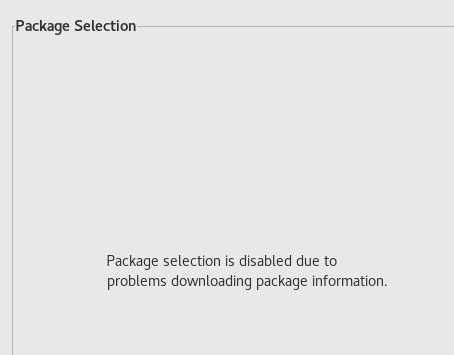 Package Selection
Package selection is disabled due to
problems downloading package information.